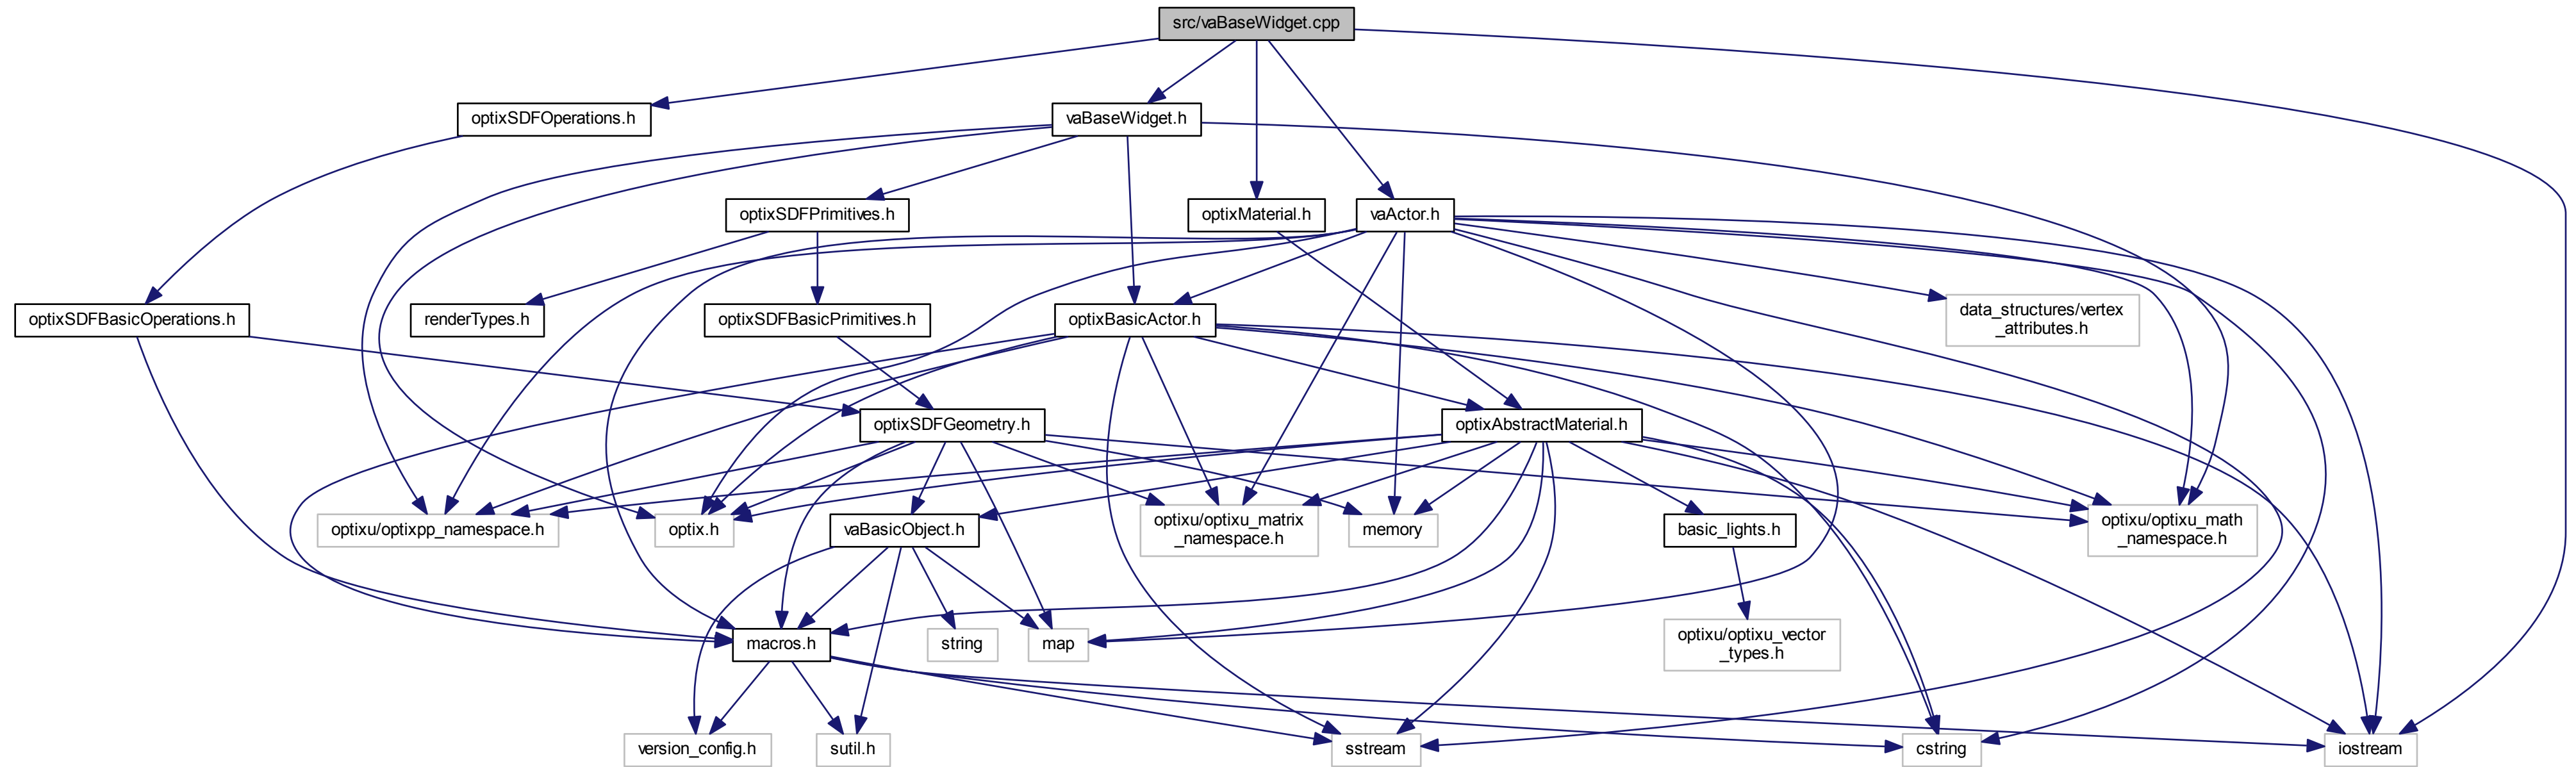 src/vaBaseWidget.cpp
optixSDFOperations.h
vaBaseWidget.h
optixSDFPrimitives.h
optixMaterial.h
vaActor.h
optixSDFBasicOperations.h
renderTypes.h
optixSDFBasicPrimitives.h
optixBasicActor.h
data_structures/vertex
_attributes.h
optixSDFGeometry.h
optixAbstractMaterial.h
optixu/optixpp_namespace.h
optix.h
vaBasicObject.h
optixu/optixu_matrix
_namespace.h
memory
basic_lights.h
optixu/optixu_math
_namespace.h
macros.h
string
map
optixu/optixu_vector
_types.h
version_config.h
sutil.h
sstream
cstring
iostream